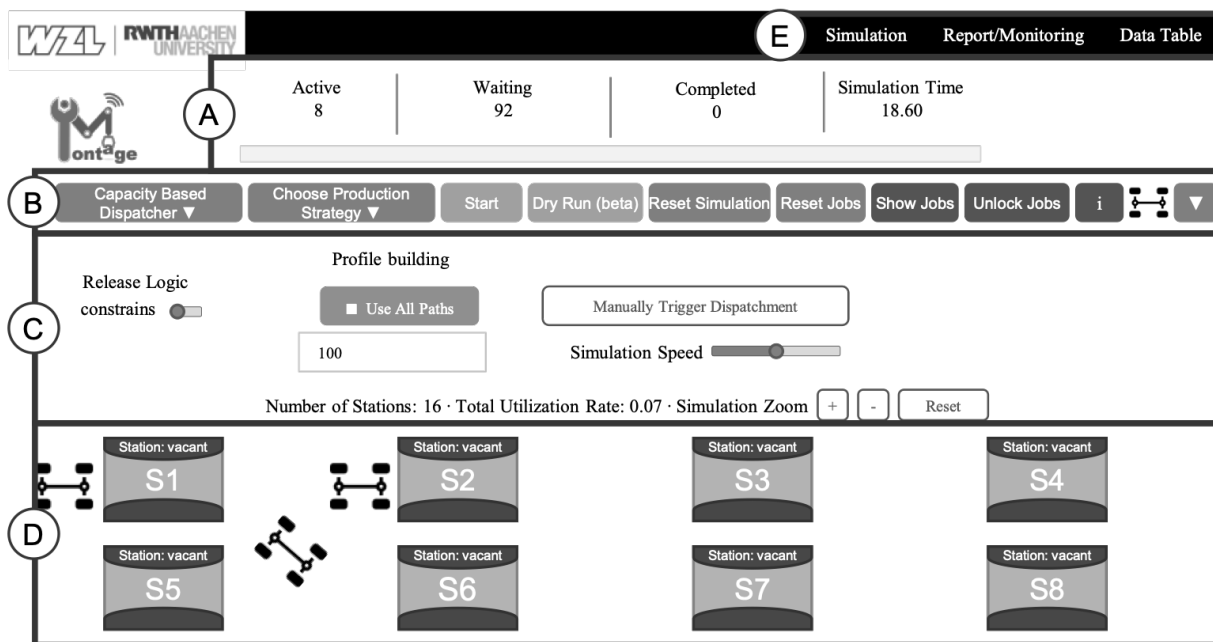 WZL RWTHAACHEN
UNIVERSITY
E Simulation Report/Monitoring Data Table
A
Active Waiting Completed Simulation Time
8 92 0 18.60
Montage
B
Capacity Based
Dispatcher ▼
Choose Production
Strategy ▼
Start
Dry Run (beta)
Reset Simulation
Reset Jobs
Show Jobs
Unlock Jobs
i
▼
C
Release Logic
constrains
Profile building
Use All Paths
100
Manually Trigger Dispatchment
Simulation Speed
Number of Stations: 16 · Total Utilization Rate: 0.07 · Simulation Zoom + - Reset
D
Station: vacant Station: vacant Station: vacant Station: vacant
S1 S2 S3 S4
Station: vacant Station: vacant Station: vacant Station: vacant
S5 S6 S7 S8